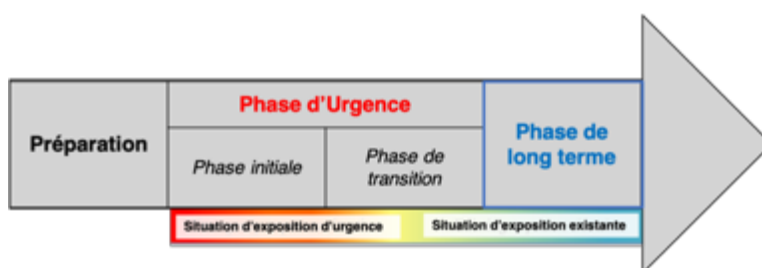 Préparation
Phase d'Urgence
Phase initiale
Phase de
transition
Phase de
long terme
Situation d'exposition d'urgence
Situation d'exposition existante